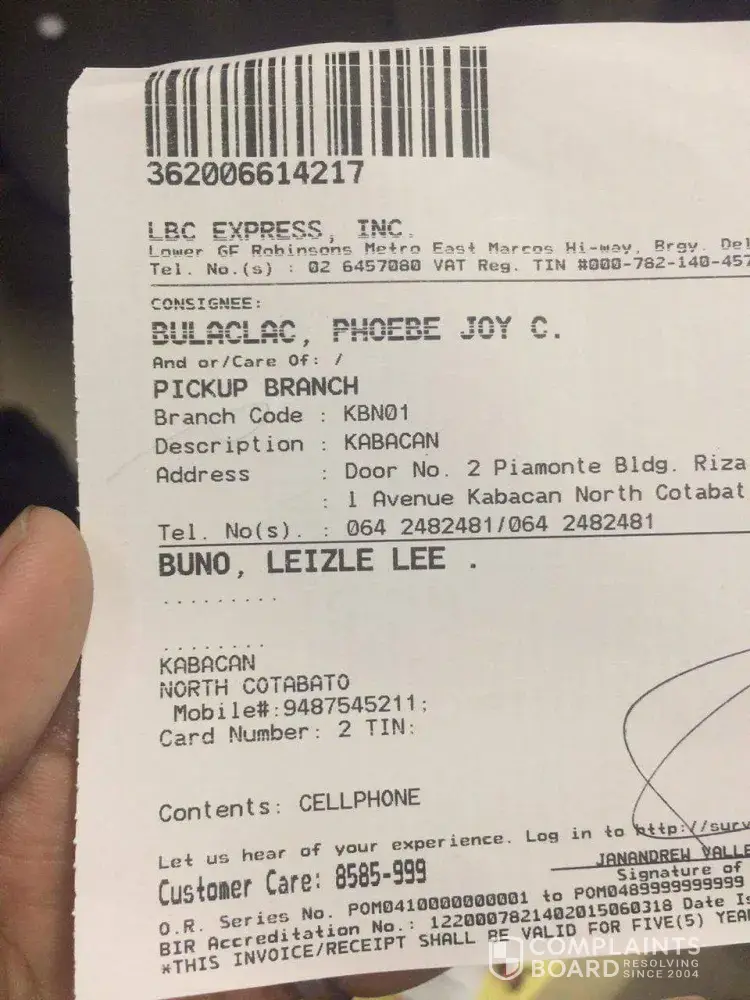 362006614217
LBC EXPRESS, INC.
Lower GF Robinsons Metro East Marcos Hi-way, Brgy. Del
Tel. No.(s) : 02 6457080 VAT Reg. TIN #000-782-140-457
CONSIGNEE:
BULACLAC, PHOEBE JOY C.
And or/Care Of: /
PICKUP BRANCH
Branch Code : KBN01
Description : KABACAN
Address : Door No. 2 Piamonte Bldg. Riza
: l Avenue Kabacan North Cotabat
Tel. No(s). : 064 2482481/064 2482481
BUNO, LEIZLE LEE .
.........
........
KABACAN
NORTH COTABATO
Mobile#:9487545211;
Card Number: 2 TIN:
Contents: CELLPHONE
Let us hear of your experience. Log in to http://surv
Customer Care: 8585-999
JANANDREW VALLE
Signature of
O.R. Series No. POM0410000000001 to POM0489999999999
BIR Accreditation No.: 1220007821402015060318 Date Is
*THIS INVOICE/RECEIPT SHALL BE VALID FOR FIVE(5) YEA
COMPLAINTS
BOARD RESOLVING
SINCE 2004